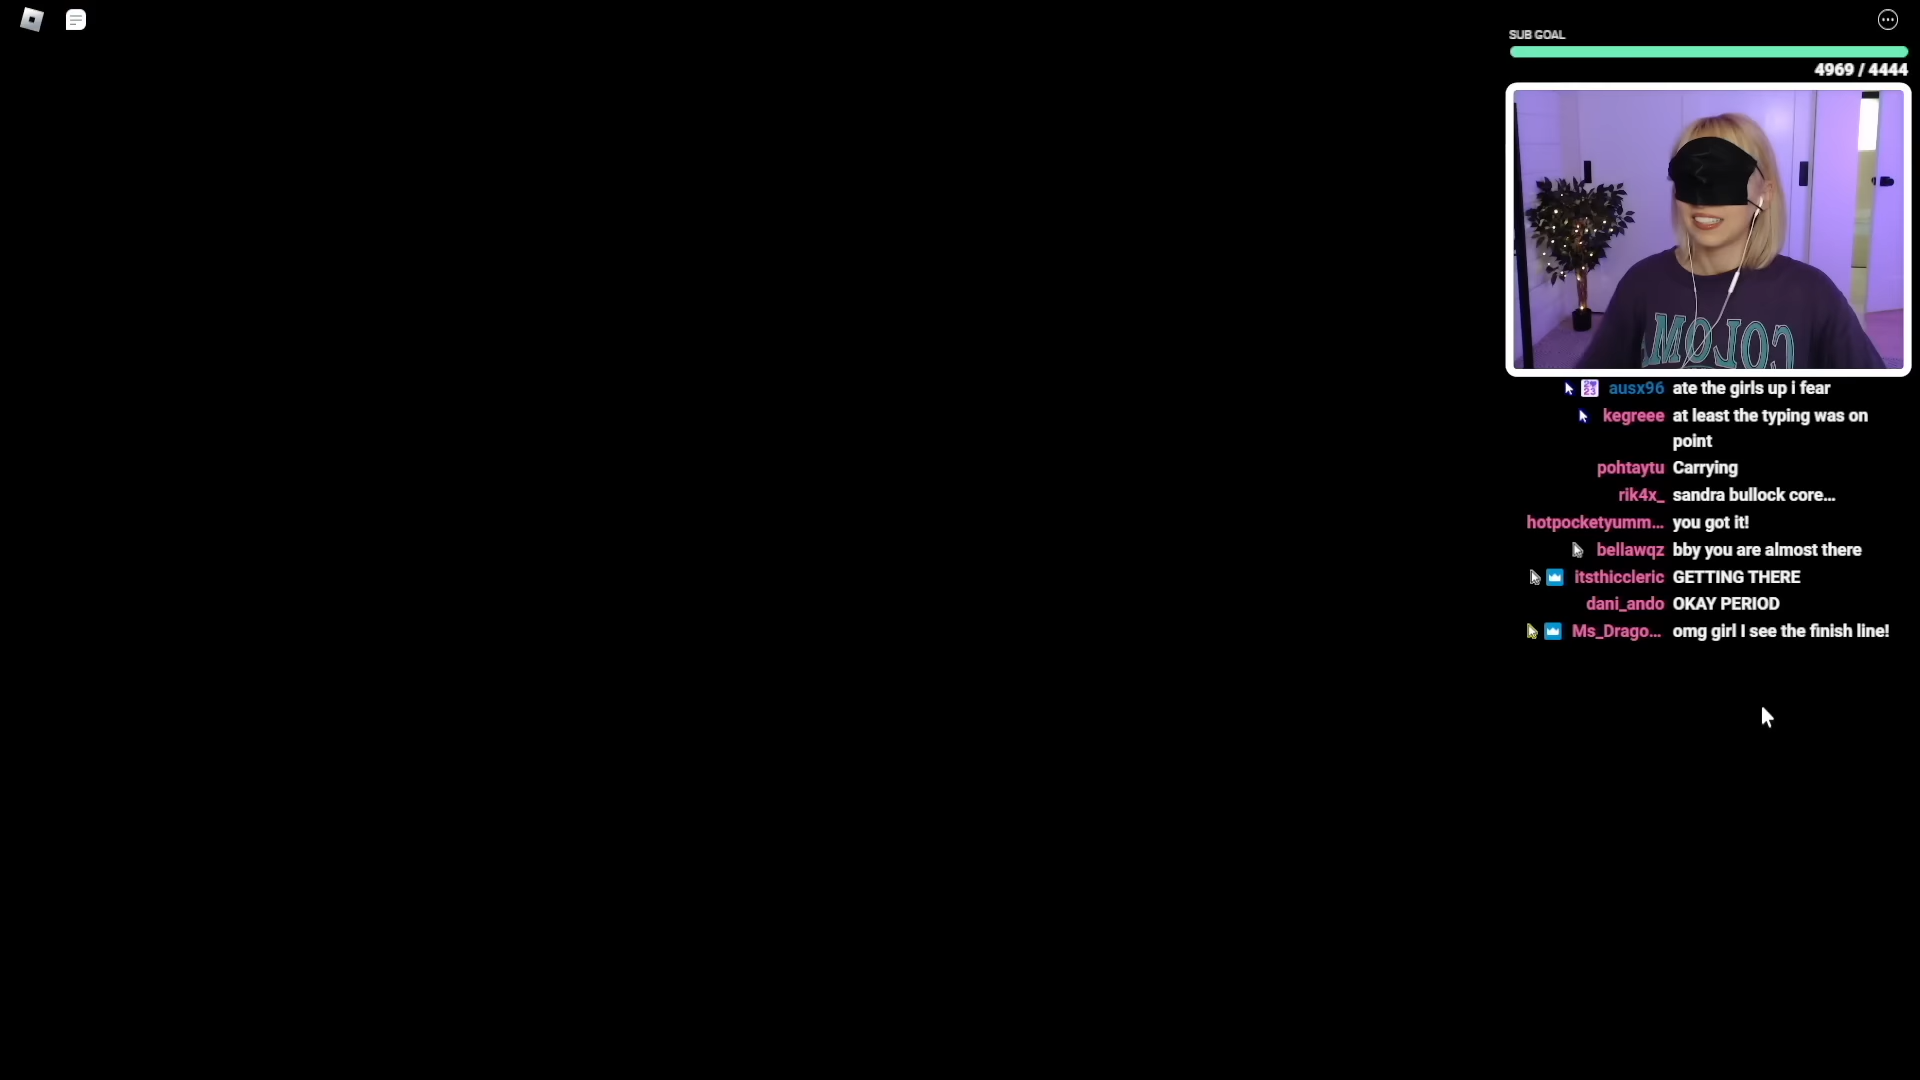 SUB GOAL
4969 / 4444
COLOM
ausx96 ate the girls up i fear
kegreee at least the typing was on
point
pohtaytu Carrying
rik4x_ sandra bullock core...
hotpocketyumm... you got it!
bellawqz bby you are almost there
itsthiccleric GETTING THERE
dani_ando OKAY PERIOD
Ms_Drago... omg girl I see the finish line!